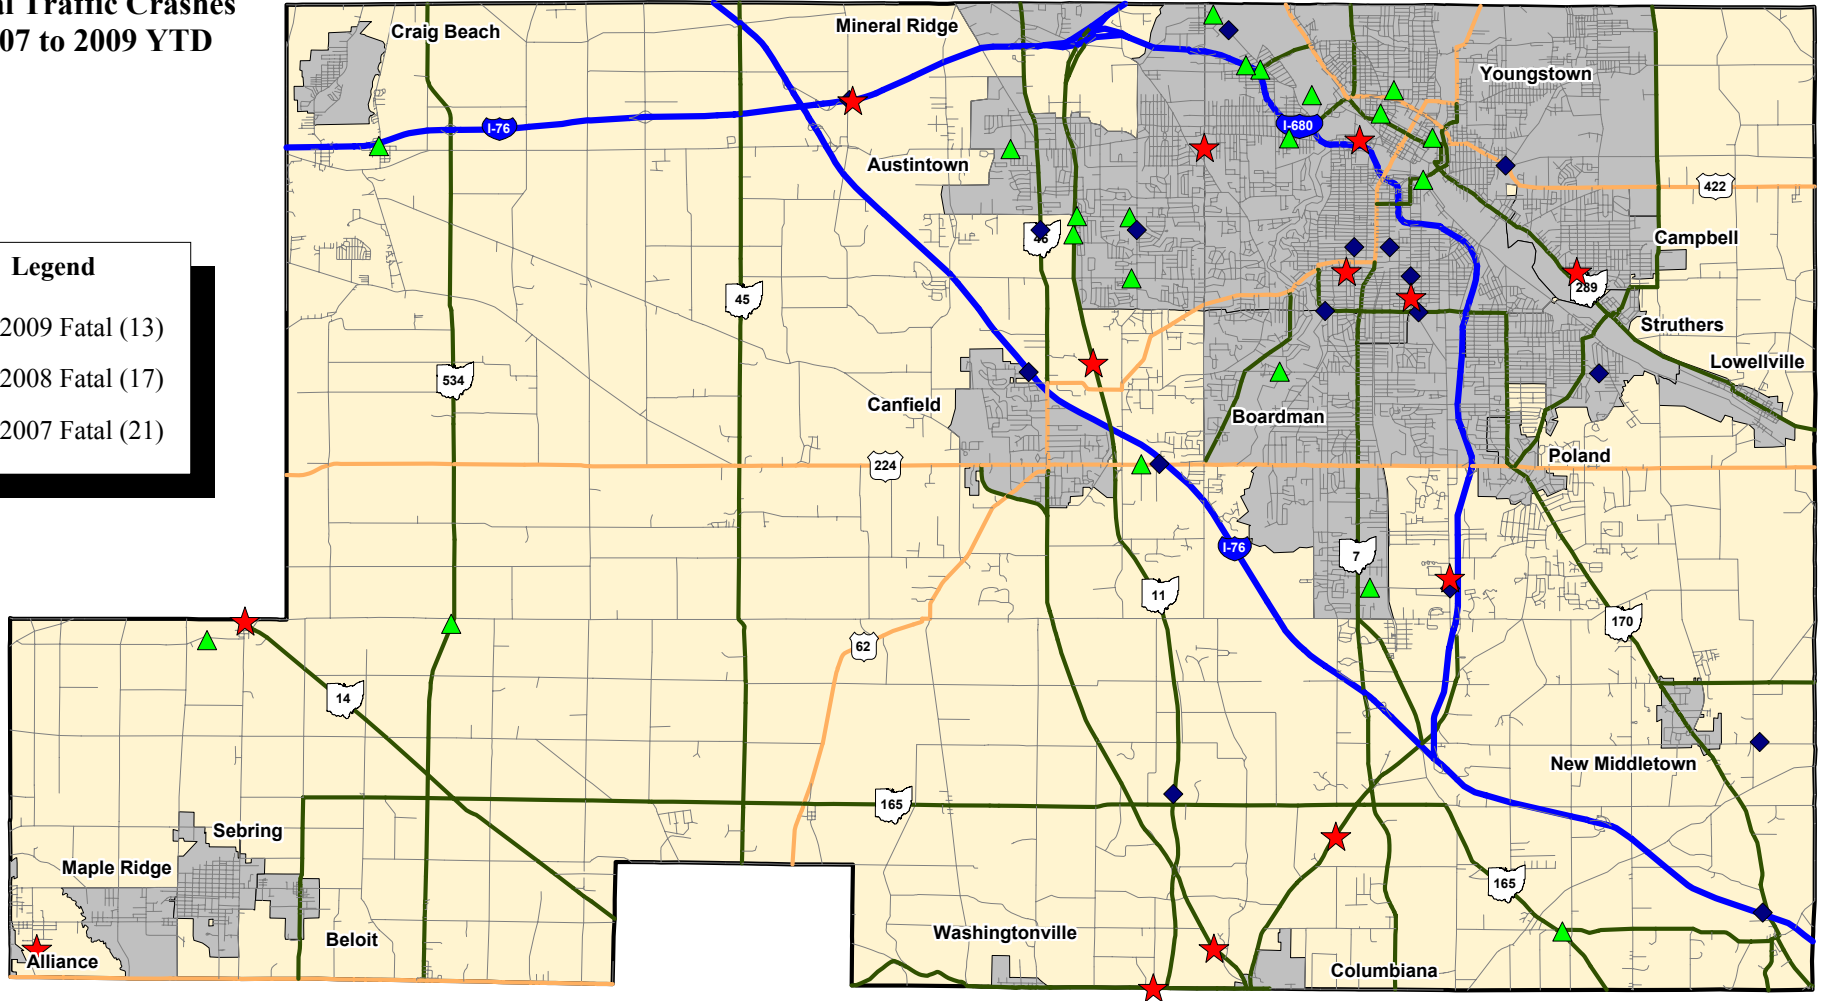 al Traffic Crashes
07 to 2009 YTD
Legend
2009 Fatal (13)
2008 Fatal (17)
2007 Fatal (21)
Craig Beach
Mineral Ridge
Youngstown
I-76
I-680
Austintown
422
46
Campbell
45
289
Struthers
Lowellville
534
Canfield
Boardman
224
Poland
I-76
7
11
170
62
14
New Middletown
165
Sebring
Maple Ridge
165
Washingtonville
Beloit
Alliance
Columbiana